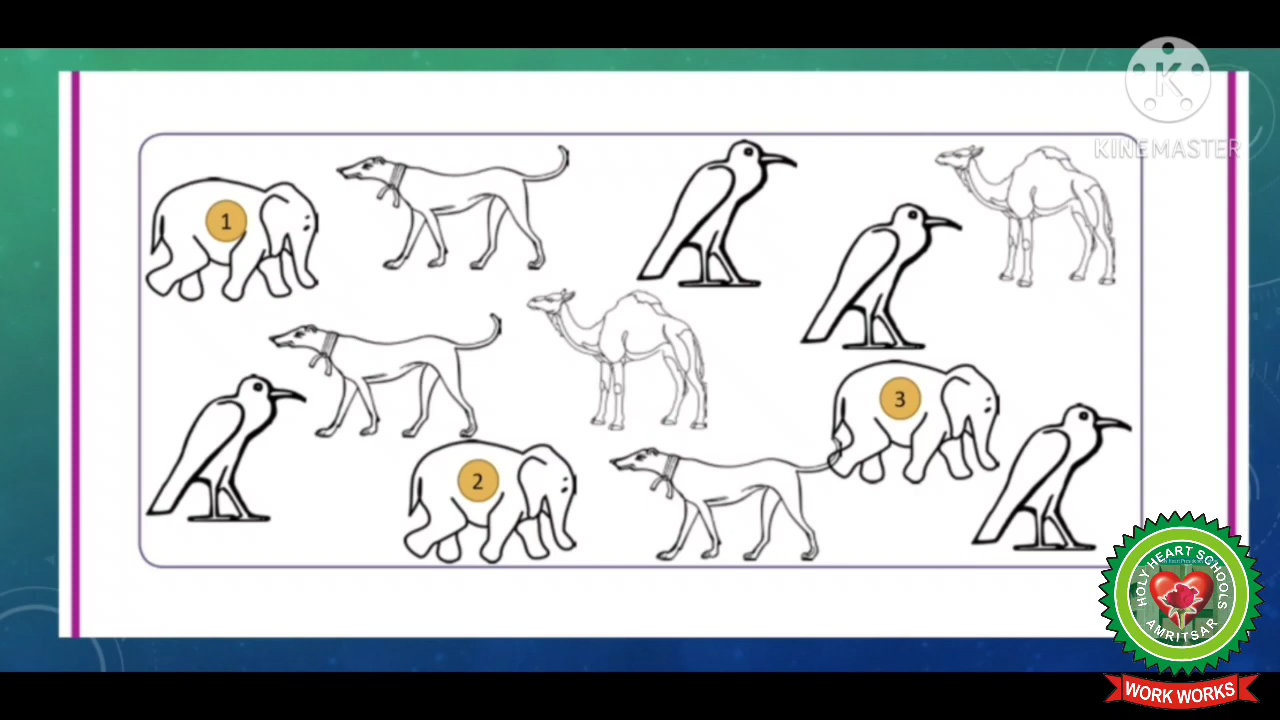 K
KINEMASTER
1
3
2
HOLY HEART SCHOOLS
AMRITSAR
WORK WORKS